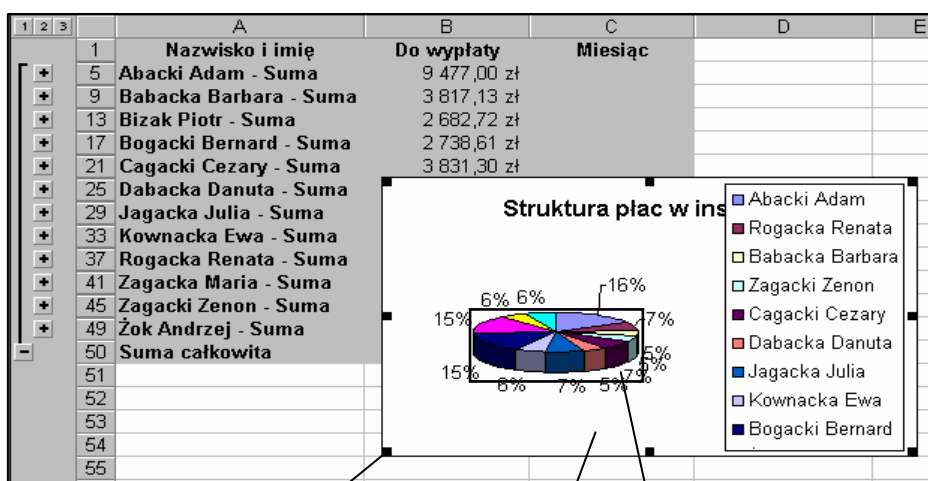 1 2 3 A B C D E
1 Nazwisko i imię Do wypłaty Miesiąc
5 Abacki Adam - Suma 9 477,00 zł
9 Babacka Barbara - Suma 3 817,13 zł
13 Bizak Piotr - Suma 2 682,72 zł
17 Bogacki Bernard - Suma 2 738,61 zł
21 Cagacki Cezary - Suma 3 831,30 zł
25 Dabacka Danuta - Suma
29 Jagacka Julia - Suma
33 Kownacka Ewa - Suma
37 Rogacka Renata - Suma
41 Zagacka Maria - Suma
45 Zagacki Zenon - Suma
49 Żok Andrzej - Suma
50 Suma całkowita
51
52
53
54
55
Struktura płac w ins
16%
7%
5%
5%
7%
5%
7%
6%
15%
15%
6%
6%
Abacki Adam
Rogacka Renata
Babacka Barbara
Zagacki Zenon
Cagacki Cezary
Dabacka Danuta
Jagacka Julia
Kownacka Ewa
Bogacki Bernard